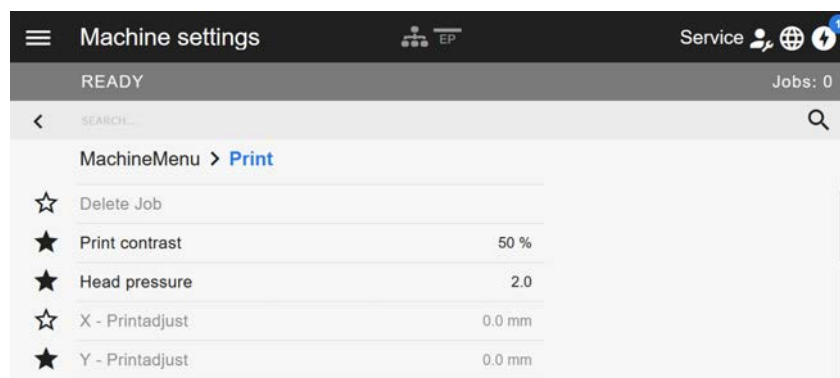 Machine settings EP Service 1
READY Jobs: 0
SEARCH...
MachineMenu > Print
Delete Job
Print contrast 50 %
Head pressure 2.0
X - Printadjust 0.0 mm
Y - Printadjust 0.0 mm